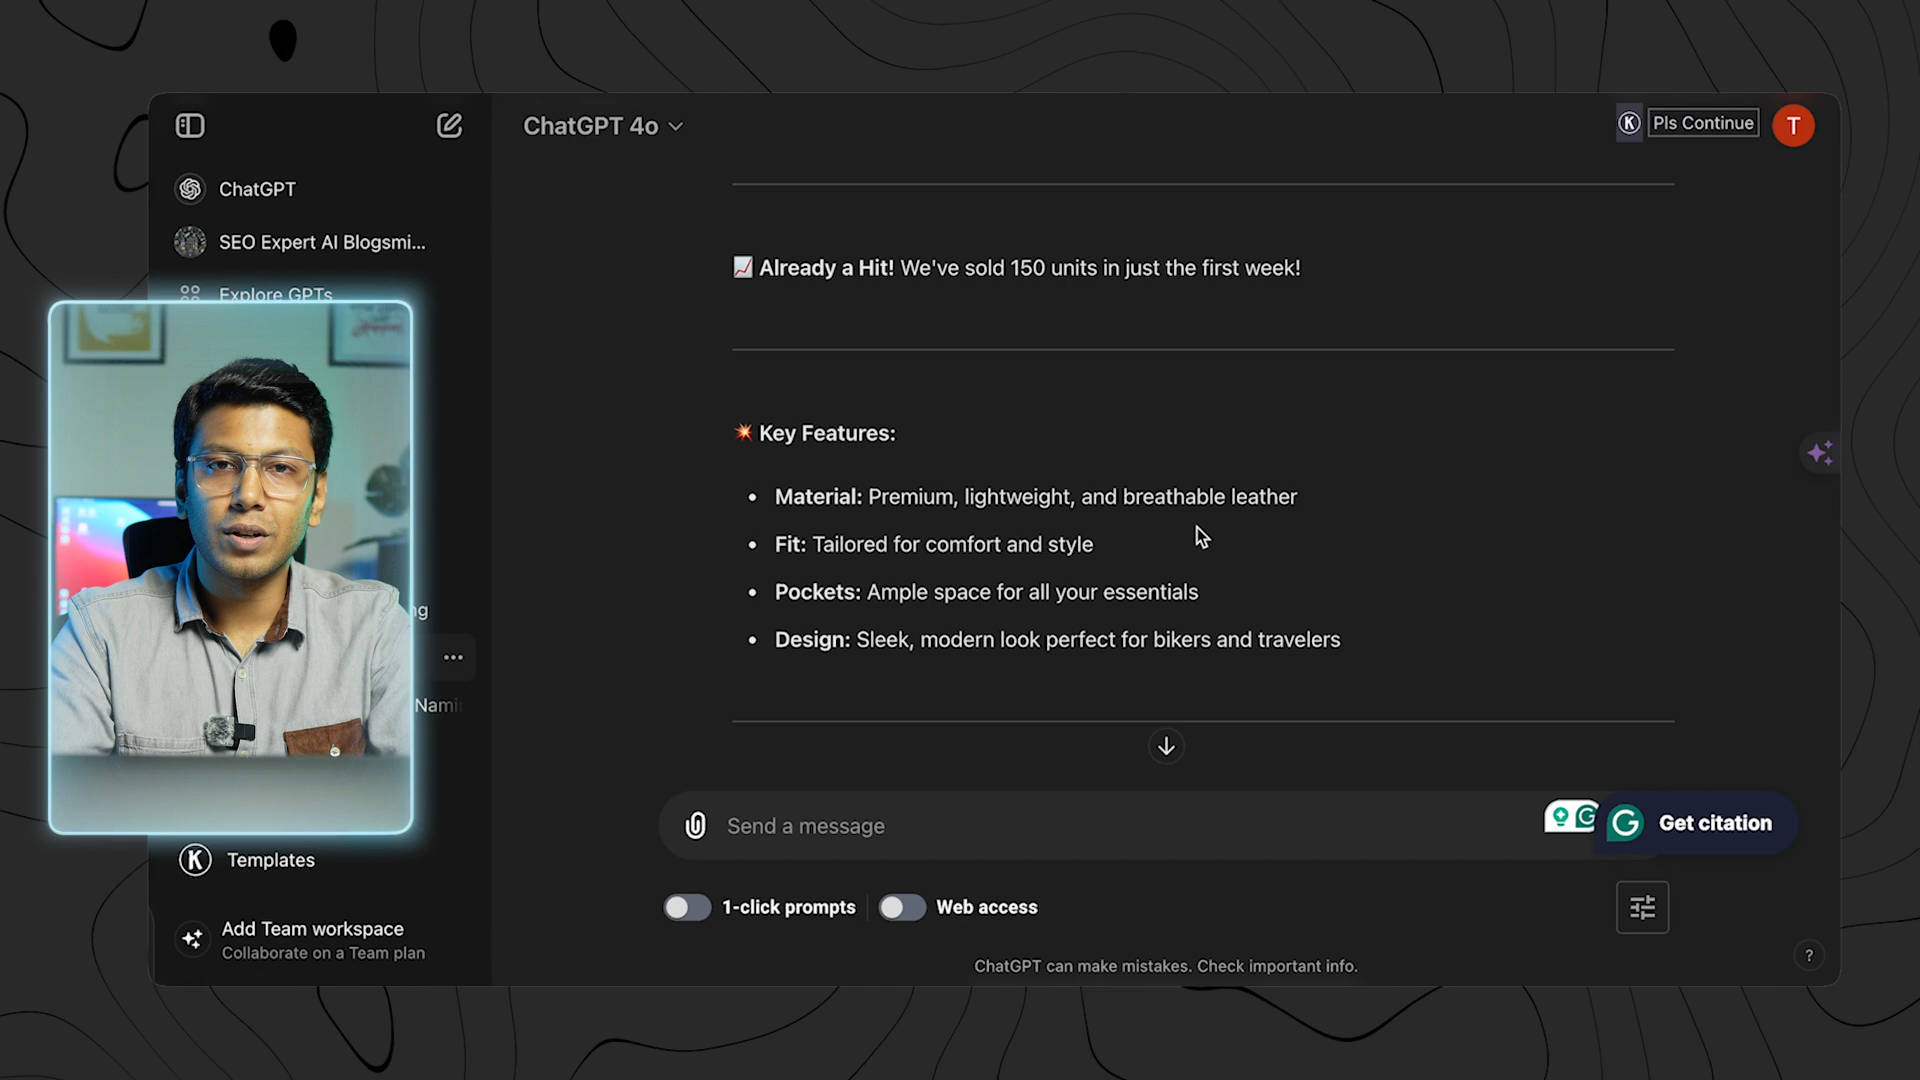 ChatGPT 4o
Pls Continue
T
ChatGPT
SEO Expert AI Blogsmi...
Explore GPTs
📈 Already a Hit! We've sold 150 units in just the first week!
💥 Key Features:
• Material: Premium, lightweight, and breathable leather
• Fit: Tailored for comfort and style
• Pockets: Ample space for all your essentials
• Design: Sleek, modern look perfect for bikers and travelers
Send a message
Get citation
K Templates
1-click prompts
Web access
Add Team workspace
Collaborate on a Team plan
ChatGPT can make mistakes. Check important info.
?